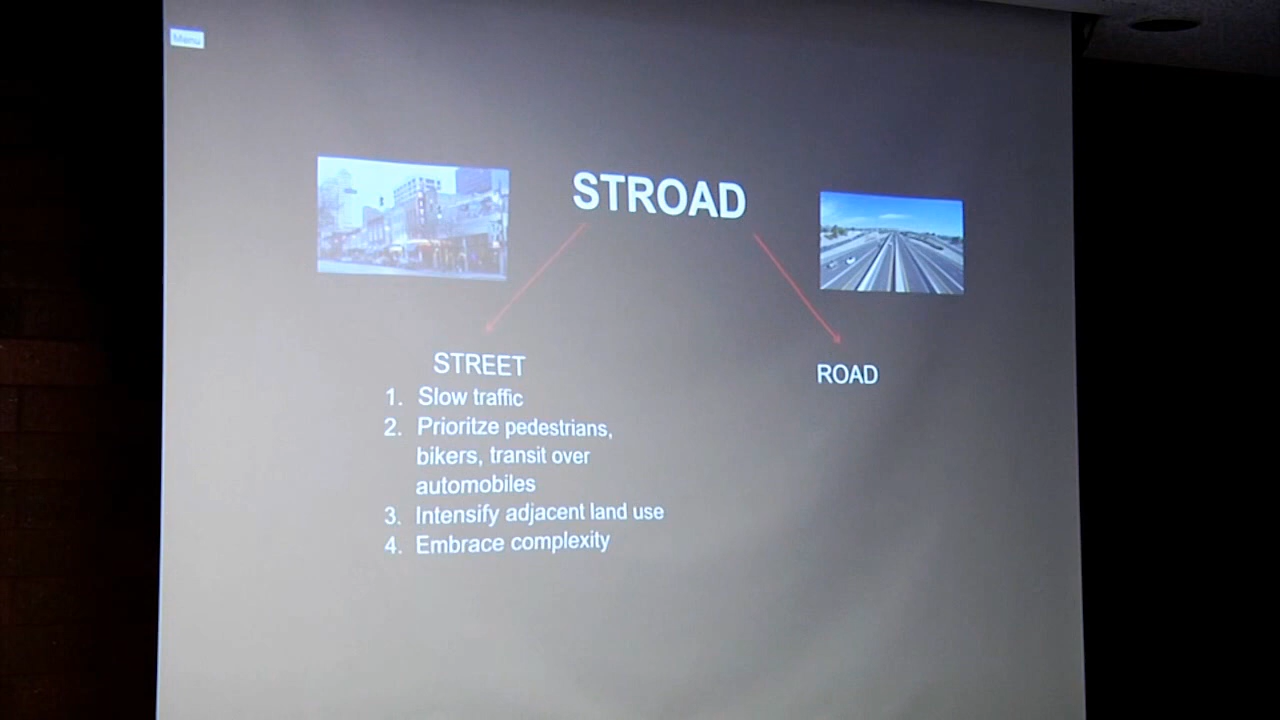 Menu
STROAD
STREET
1. Slow traffic
2. Prioritze pedestrians,
bikers, transit over
automobiles
3. Intensify adjacent land use
4. Embrace complexity
ROAD